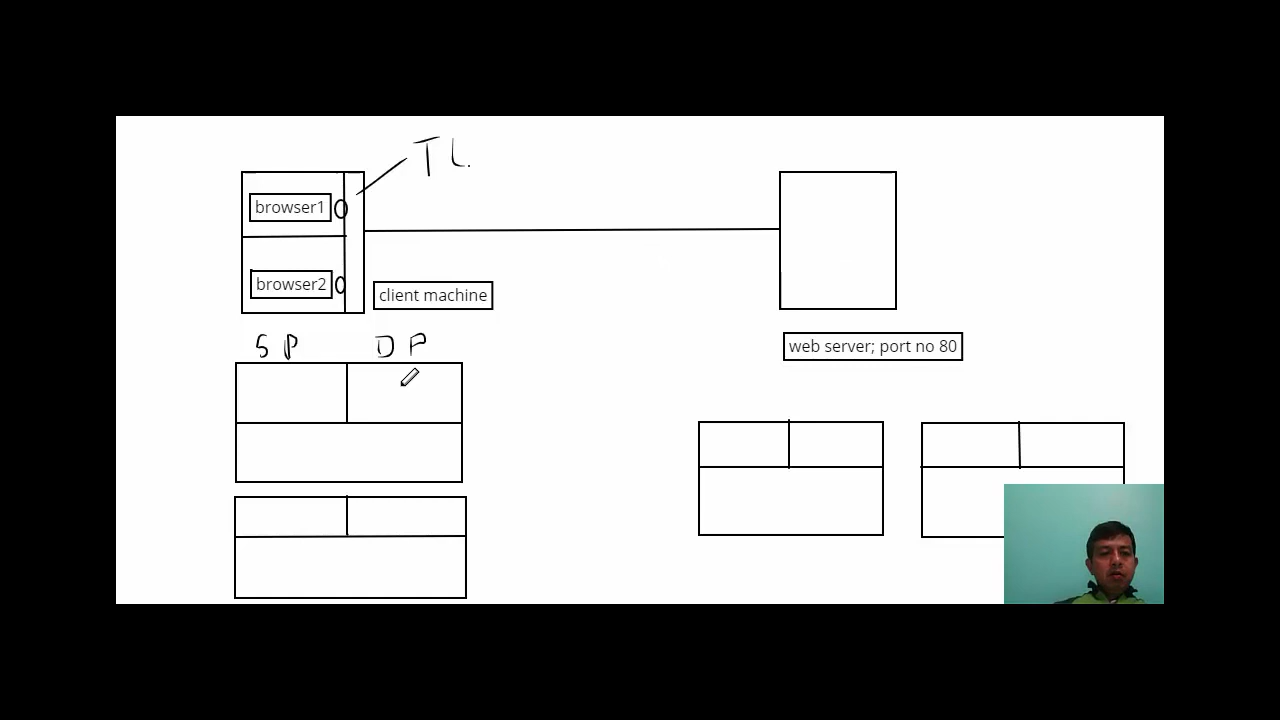 TL.
browser1
browser2
client machine
SP DP
web server; port no 80